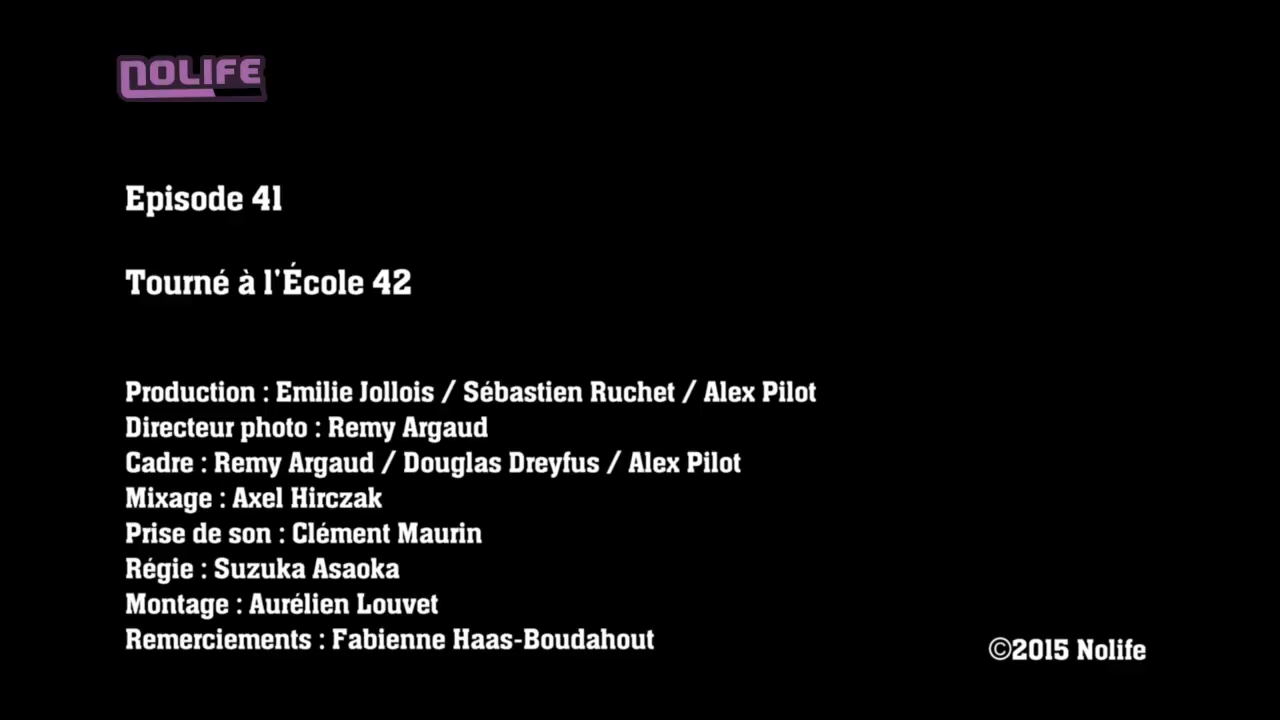 NOLIFE
Episode 41
Tourné à l'École 42
Production : Emilie Jollois / Sébastien Ruchet / Alex Pilot
Directeur photo : Remy Argaud
Cadre : Remy Argaud / Douglas Dreyfus / Alex Pilot
Mixage : Axel Hirczak
Prise de son : Clément Maurin
Régie : Suzuka Asaoka
Montage : Aurélien Louvet
Remerciements : Fabienne Haas-Boudahout
©2015 Nolife